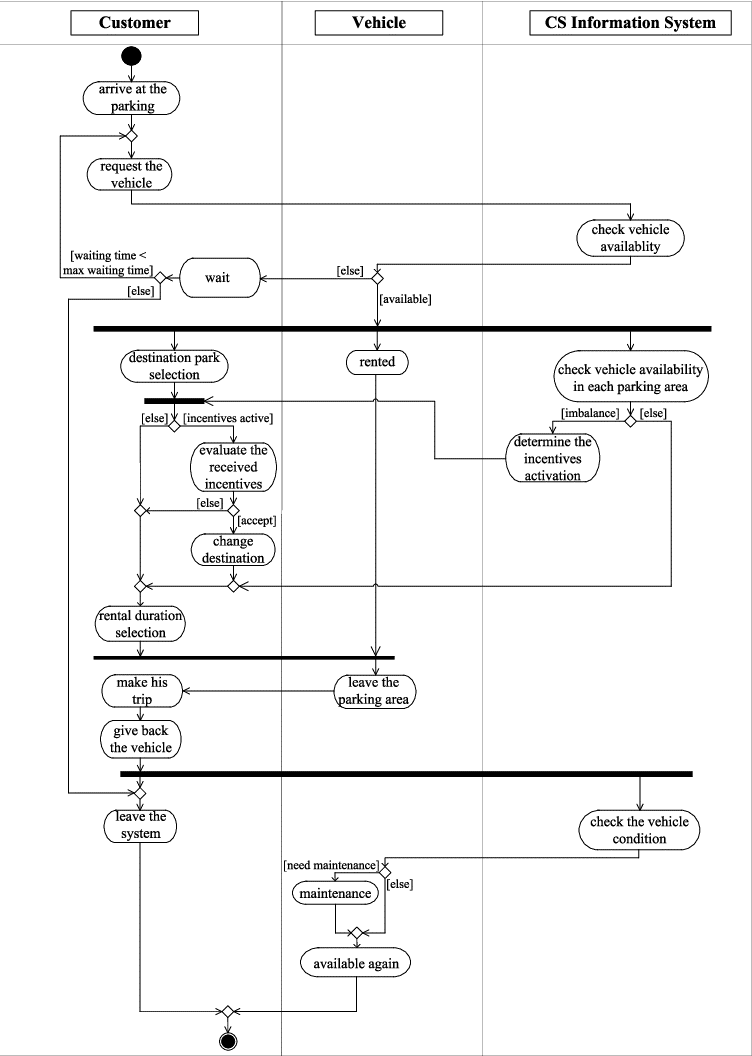 Customer
Vehicle
CS Information System
arrive at the
parking
request the
vehicle
check vehicle
availablity
[waiting time <
max waiting time]
wait
[else]
[else]
[available]
destination park
selection
rented
check vehicle availability
in each parking area
[else]
[incentives active]
[imbalance]
[else]
evaluate the
received
incentives
determine the
incentives
activation
[else]
[accept]
change
destination
rental duration
selection
make his
trip
leave the
parking area
give back
the vehicle
leave the
system
check the vehicle
condition
[need maintenance]
[else]
maintenance
available again